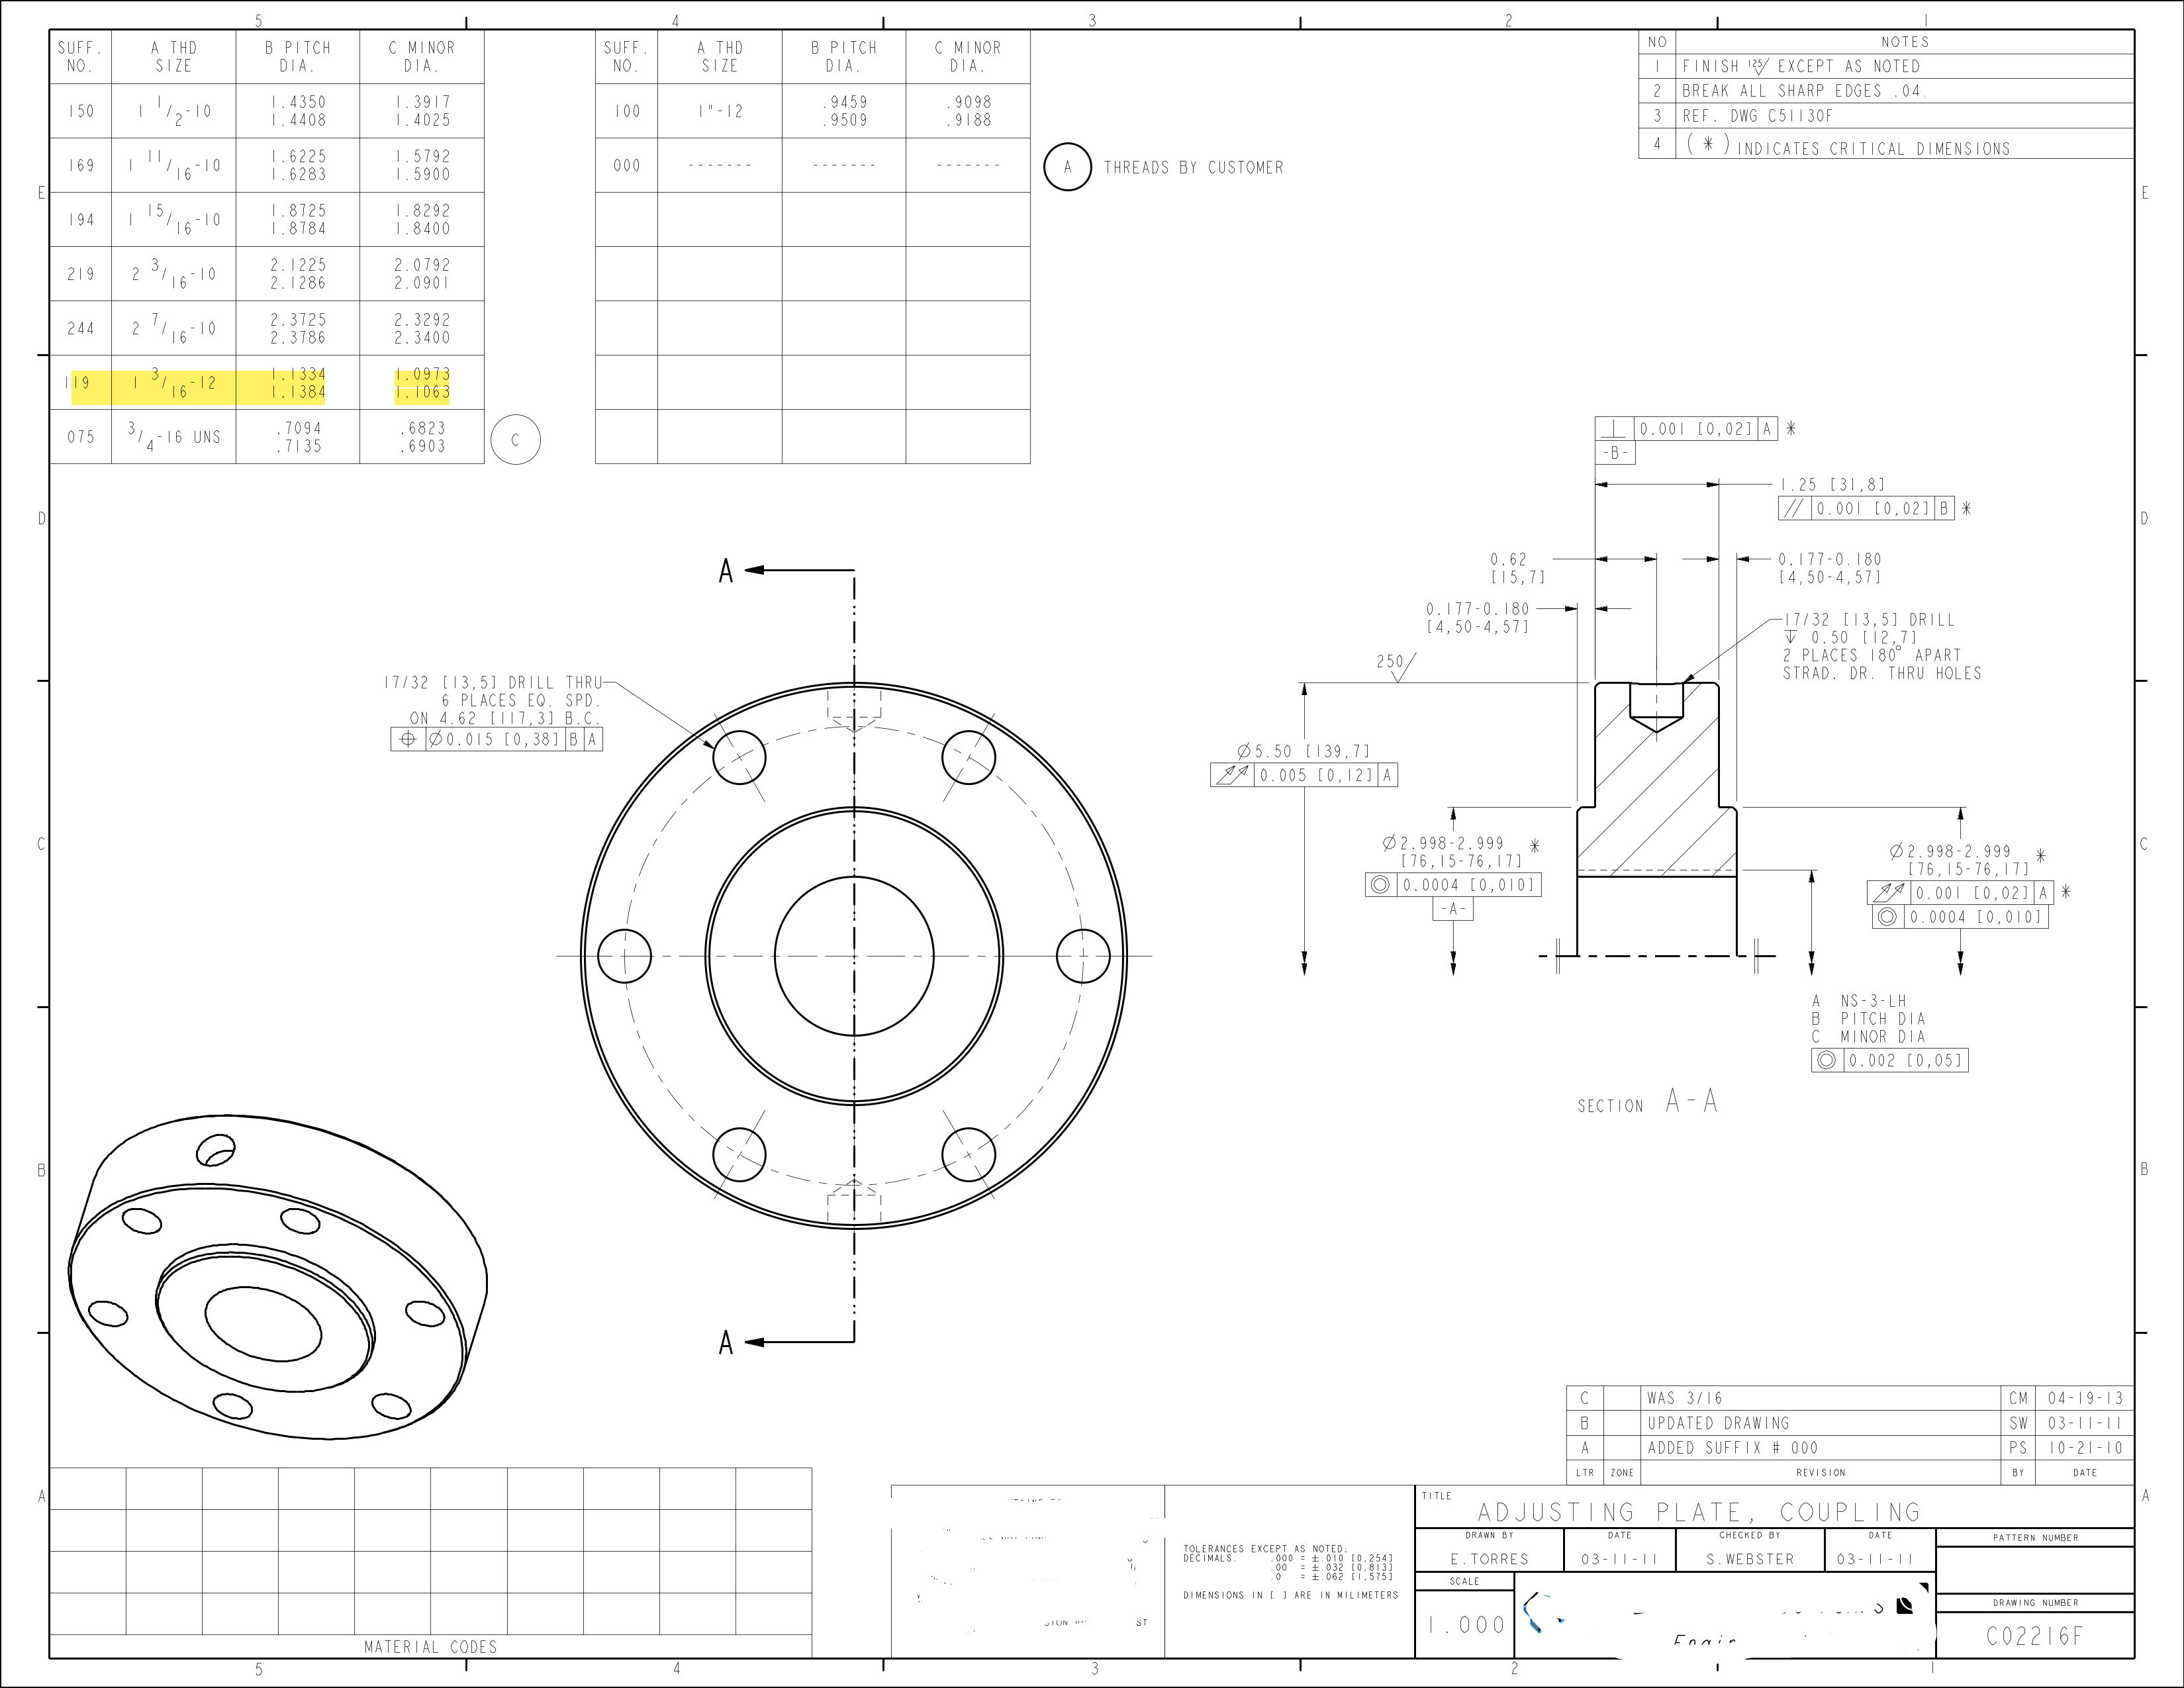 5 4 3 2 1
SUFF. NO. A THD SIZE B PITCH DIA. C MINOR DIA.
150 1 1/2-10 1.4350 1.4408 1.3917 1.4025
169 1 11/16-10 1.6225 1.6283 1.5792 1.5900
194 1 15/16-10 1.8725 1.8784 1.8292 1.8400
219 2 3/16-10 2.1225 2.1286 2.0792 2.0901
244 2 7/16-10 2.3725 2.3786 2.3292 2.3400
119 1 3/16-12 1.1334 1.1384 1.0973 1.1063
075 3/4-16 UNS .7094 .7135 .6823 .6903
C
SUFF. NO. A THD SIZE B PITCH DIA. C MINOR DIA.
100 1"-12 .9459 .9509 .9098 .9188
000 ------- ------- -------
A THREADS BY CUSTOMER
NO NOTES
1 FINISH 125 EXCEPT AS NOTED
2 BREAK ALL SHARP EDGES .04.
3 REF. DWG C51130F
4 (*) INDICATES CRITICAL DIMENSIONS
E E
D D
C C
B B
A A
A
17/32 [13,5] DRILL THRU
6 PLACES EQ. SPD.
ON 4.62 [117,3] B.C.
⌖ Ø0.015 [0,38] B A
A
⊥ 0.001 [0,02] A *
-B-
1.25 [31,8]
// 0.001 [0,02] B *
0.62
[15,7]
0.177-0.180
[4,50-4,57]
0.177-0.180
[4,50-4,57]
17/32 [13,5] DRILL
↧ 0.50 [12,7]
2 PLACES 180° APART
STRAD. DR. THRU HOLES
250
Ø5.50 [139,7]
0.005 [0,12] A
Ø2.998-2.999 *
[76,15-76,17]
◎ 0.0004 [0,010]
-A-
Ø2.998-2.999 *
[76,15-76,17]
0.001 [0,02] A *
◎ 0.0004 [0,010]
A NS-3-LH
B PITCH DIA
C MINOR DIA
◎ 0.002 [0,05]
SECTION A-A
C WAS 3/16 CM 04-19-13
B UPDATED DRAWING SW 03-11-11
A ADDED SUFFIX # 000 PS 10-21-10
LTR ZONE REVISION BY DATE
MATERIAL CODES
ST
TOLERANCES EXCEPT AS NOTED:
DECIMALS. .000 = ±.010 [0,254]
.00 = ±.032 [0,813]
.0 = ±.062 [1,575]
DIMENSIONS IN [ ] ARE IN MILIMETERS
TITLE
ADJUSTING PLATE, COUPLING
DRAWN BY DATE CHECKED BY DATE
E.TORRES 03-11-11 S.WEBSTER 03-11-11
PATTERN NUMBER
SCALE
1.000
DRAWING NUMBER
C02216F
5 4 3 2 1